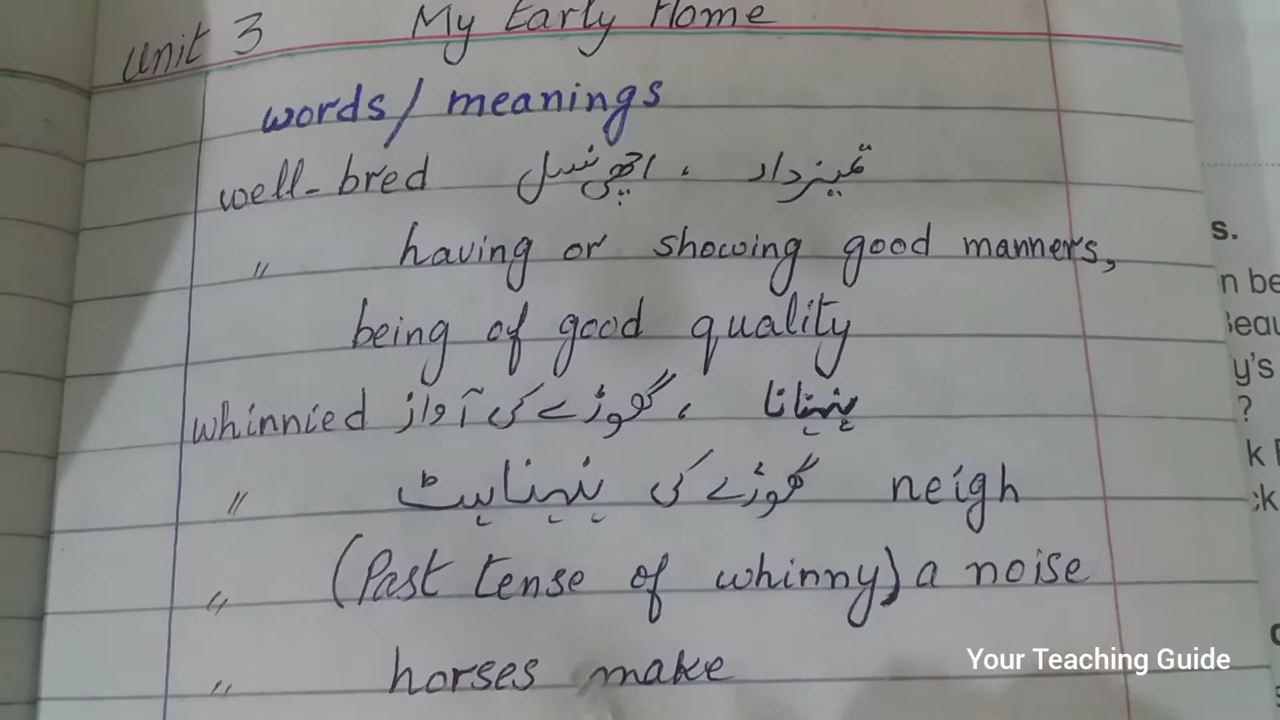 Unit 3 My Early Home
words/ meanings
well-bred تمیزدار ، اچھی نسل
〃 having or showing good manners,
being of good quality
whinnied ہنہنانا ، گھوڑے کی آواز
〃 گھوڑے کی ہنہناہٹ neigh
〃 (Past tense of whinny) a noise
〃 horses make
Your Teaching Guide
s.
n be
y's
?
k